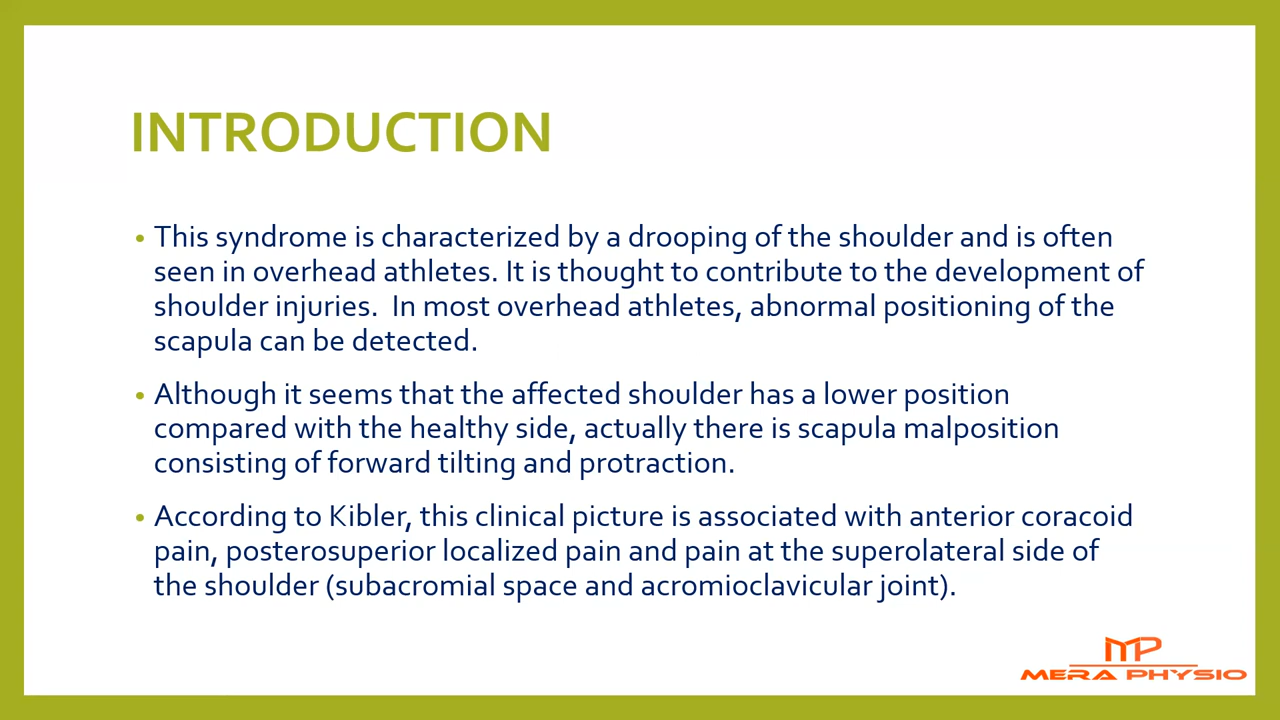 INTRODUCTION
• This syndrome is characterized by a drooping of the shoulder and is often
seen in overhead athletes. It is thought to contribute to the development of
shoulder injuries.  In most overhead athletes, abnormal positioning of the
scapula can be detected.
• Although it seems that the affected shoulder has a lower position
compared with the healthy side, actually there is scapula malposition
consisting of forward tilting and protraction.
• According to Kibler, this clinical picture is associated with anterior coracoid
pain, posterosuperior localized pain and pain at the superolateral side of
the shoulder (subacromial space and acromioclavicular joint).
MP
MERA PHYSIO